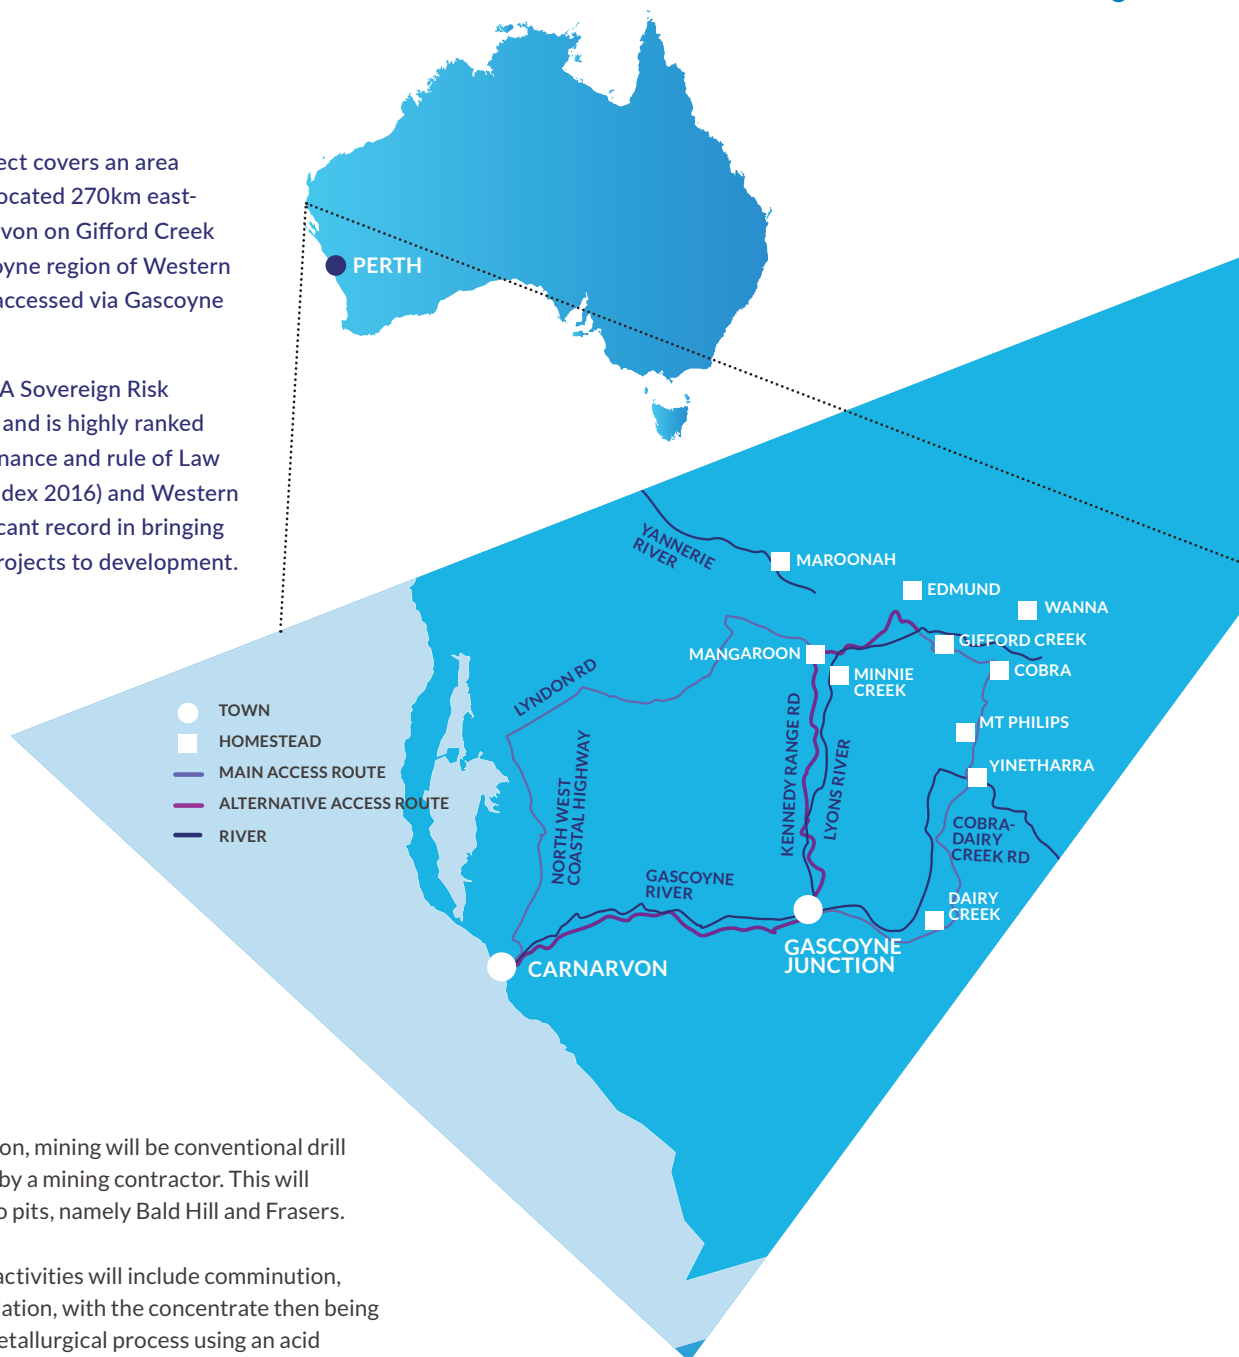 ect covers an area
ocated 270km east-
von on Gifford Creek
oyne region of Western
accessed via Gascoyne
A Sovereign Risk
and is highly ranked
nance and rule of Law
dex 2016) and Western
cant record in bringing
rojects to development.
PERTH
YANNERIE
RIVER
MAROONAH
EDMUND
WANNA
GIFFORD CREEK
MANGAROON
COBRA
MINNIE
CREEK
LYNDON RD
MT PHILIPS
YINETHARRA
TOWN
HOMESTEAD
MAIN ACCESS ROUTE
ALTERNATIVE ACCESS ROUTE
RIVER
NORTH WEST
COASTAL HIGHWAY
KENNEDY RANGE RD
LYONS RIVER
COBRA-
DAIRY
CREEK RD
GASCOYNE
RIVER
DAIRY
CREEK
GASCOYNE
JUNCTION
CARNARVON
on, mining will be conventional drill
by a mining contractor. This will
o pits, namely Bald Hill and Frasers.
activities will include comminution,
iation, with the concentrate then being
etallurgical process using an acid